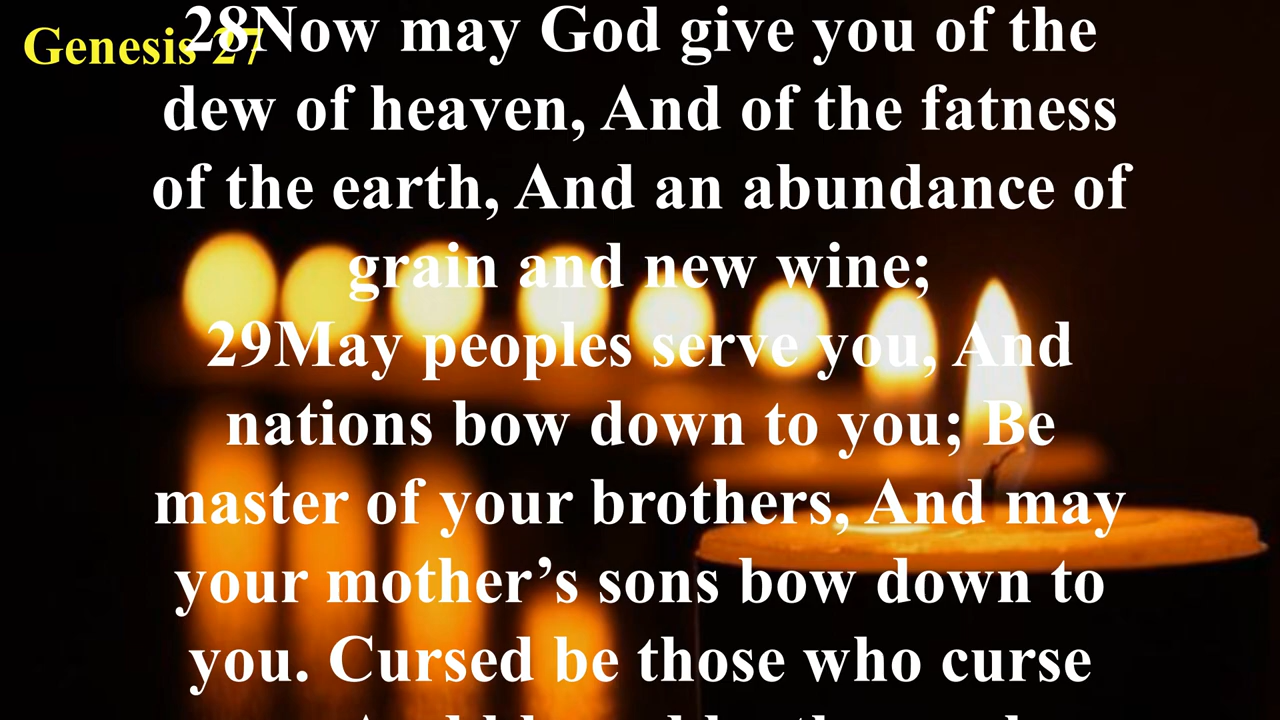 Genesis 27
28Now may God give you of the
dew of heaven, And of the fatness
of the earth, And an abundance of
grain and new wine;
29May peoples serve you, And
nations bow down to you; Be
master of your brothers, And may
your mother’s sons bow down to
you. Cursed be those who curse